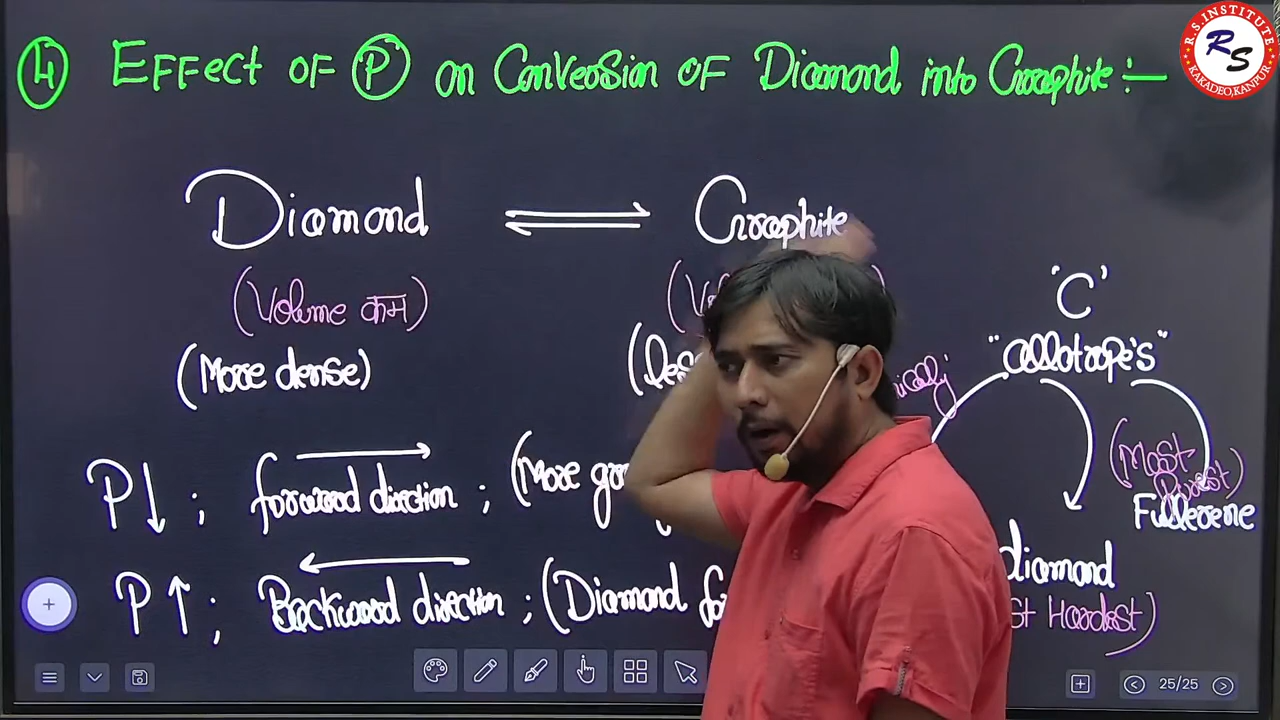 ④ Effect of Ⓟ on Conversion of Diamond into Graphite :-
R.S. INSTITUTE
RS
KAKADEO, KANPUR
Diamond ⇌ Graphite
(Volume कम)
(More dense)
'C'
"allotrope's"
(Most Purest)
Fullerene
P↓ ; forward direction ; (More
P↑ ; Backward direction ; (Diamond
diamond
Hardest)
25/25